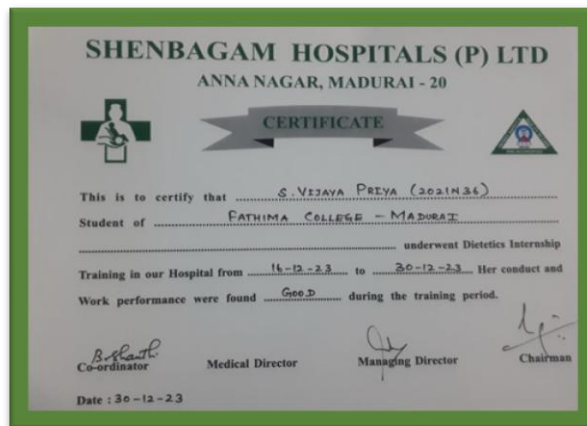 SHENBAGAM HOSPITALS (P) LTD
ANNA NAGAR, MADURAI - 20
CERTIFICATE
This is to certify that S. VIJAYA PRIYA (2021N36)
Student of FATHIMA COLLEGE - MADURAI
underwent Dietetics Internship
Training in our Hospital from 16-12-23 to 30-12-23 Her conduct and
Work performance were found GOOD during the training period.
B. Shanthi
Co-ordinator Medical Director Managing Director Chairman
Date : 30-12-23